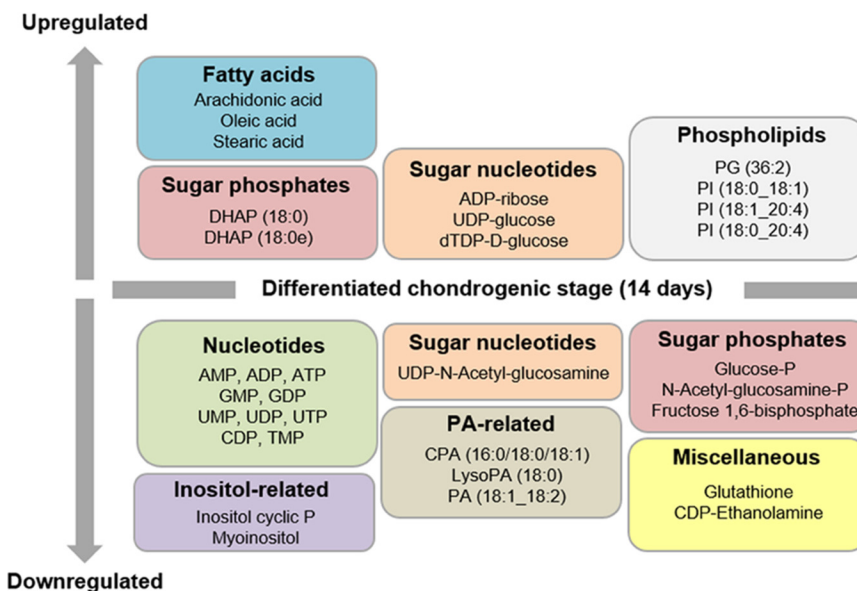 Upregulated
Fatty acids
Arachidonic acid
Oleic acid
Stearic acid
Sugar phosphates
DHAP (18:0)
DHAP (18:0e)
Sugar nucleotides
ADP-ribose
UDP-glucose
dTDP-D-glucose
Phospholipids
PG (36:2)
PI (18:0_18:1)
PI (18:1_20:4)
PI (18:0_20:4)
Differentiated chondrogenic stage (14 days)
Nucleotides
AMP, ADP, ATP
GMP, GDP
UMP, UDP, UTP
CDP, TMP
Inositol-related
Inositol cyclic P
Myoinositol
Sugar nucleotides
UDP-N-Acetyl-glucosamine
PA-related
CPA (16:0/18:0/18:1)
LysoPA (18:0)
PA (18:1_18:2)
Sugar phosphates
Glucose-P
N-Acetyl-glucosamine-P
Fructose 1,6-bisphosphate
Miscellaneous
Glutathione
CDP-Ethanolamine
Downregulated